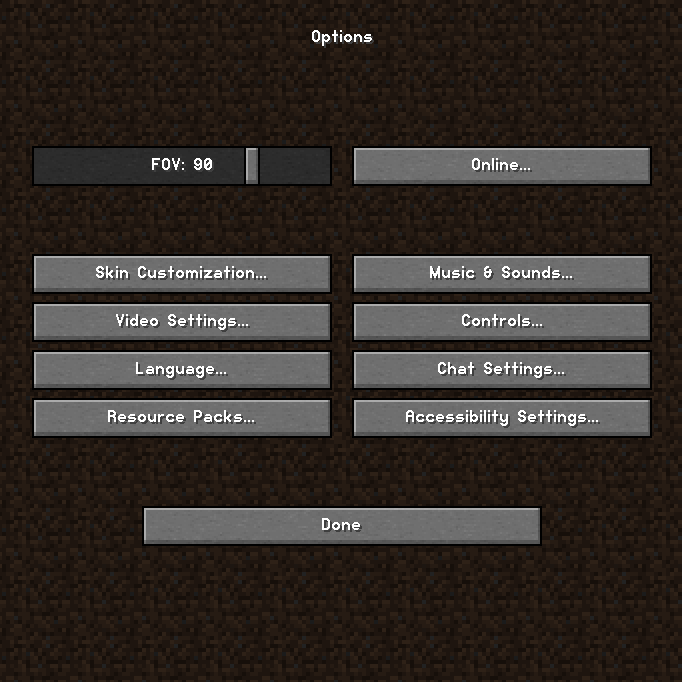 Options
FOV: 90
Online...
Skin Customization...
Music & Sounds...
Video Settings...
Controls...
Language...
Chat Settings...
Resource Packs...
Accessibility Settings...
Done